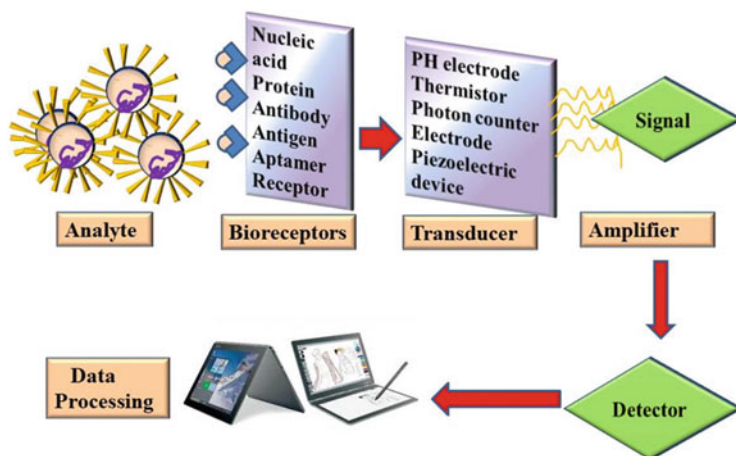 Nucleic
acid
Protein
Antibody
Antigen
Aptamer
Receptor
PH electrode
Thermistor
Photon counter
Electrode
Piezoelectric
device
Signal
Analyte
Bioreceptors
Transducer
Amplifier
Data
Processing
Detector